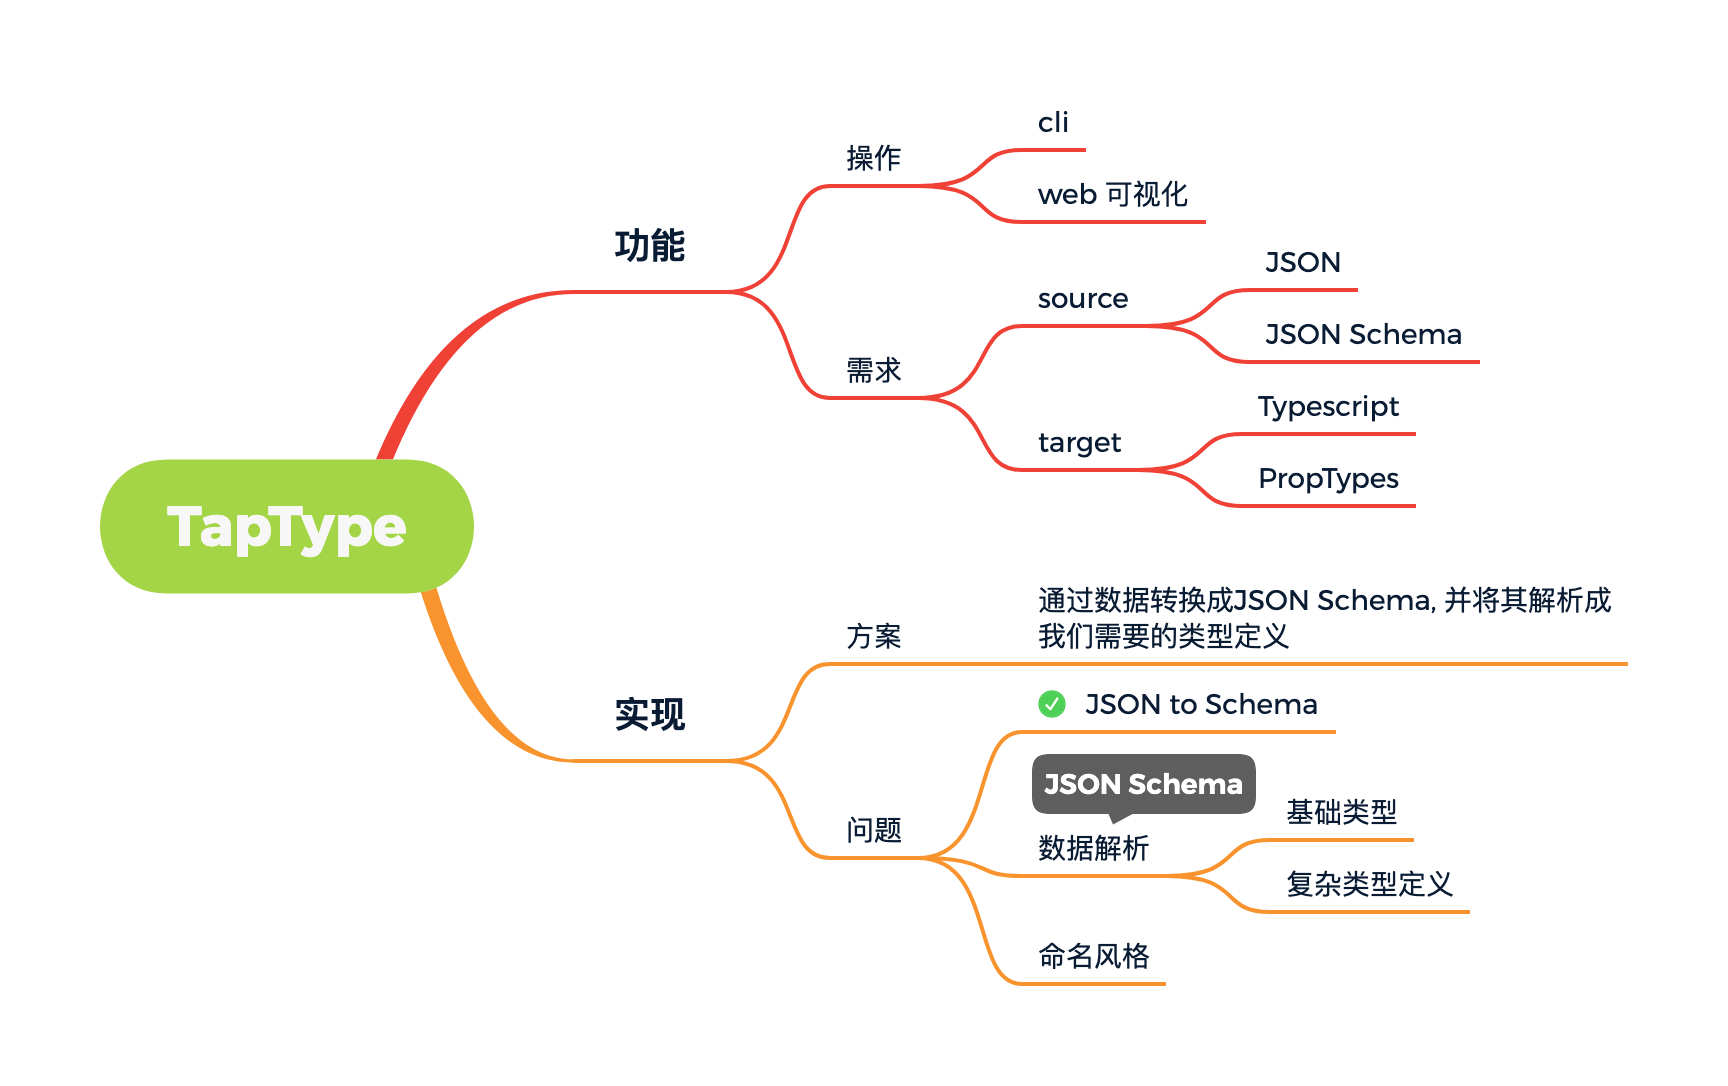 TapType
功能
操作
cli
web 可视化
需求
source
JSON
JSON Schema
target
Typescript
PropTypes
实现
方案
通过数据转换成JSON Schema, 并将其解析成
我们需要的类型定义
问题
JSON to Schema
JSON Schema
数据解析
基础类型
复杂类型定义
命名风格